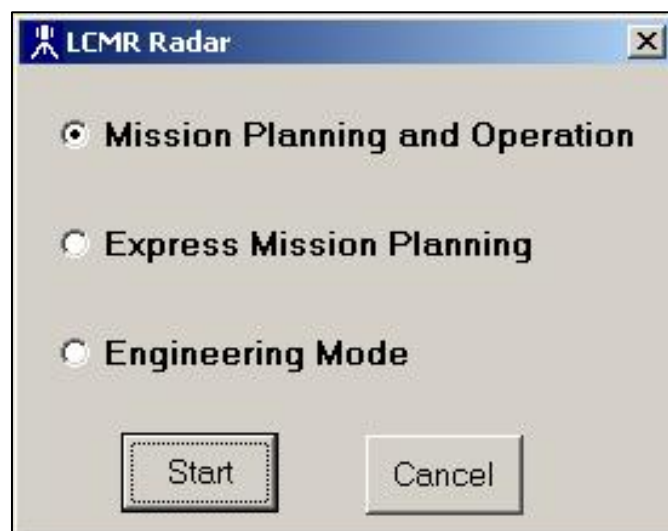 LCMR Radar
Mission Planning and Operation
Express Mission Planning
Engineering Mode
Start
Cancel